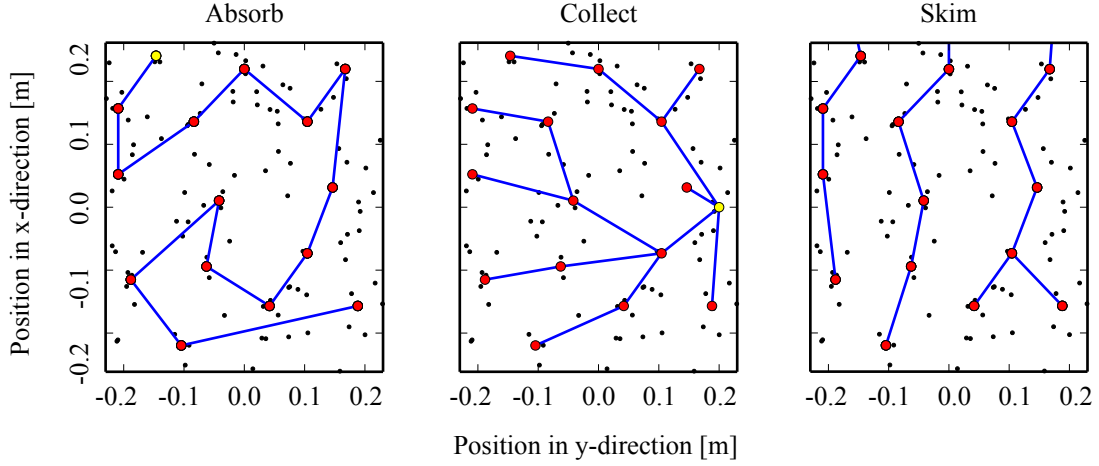 Absorb Collect Skim
Position in x-direction [m]
0.2
0.1
0.0
-0.1
-0.2
-0.2 -0.1 0.0 0.1 0.2 -0.2 -0.1 0.0 0.1 0.2 -0.2 -0.1 0.0 0.1 0.2
Position in y-direction [m]